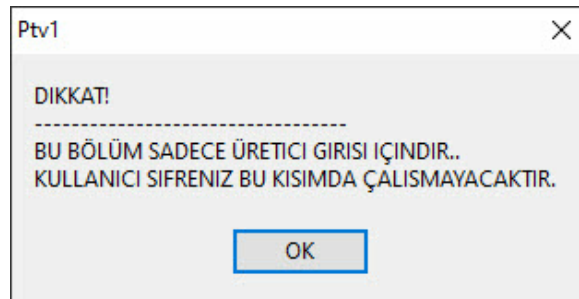 Ptv1
DIKKAT!
---------------------------------
BU BÖLÜM SADECE ÜRETICI GIRISI IÇINDIR..
KULLANICI SIFRENIZ BU KISIMDA ÇALISMAYACAKTIR.
OK